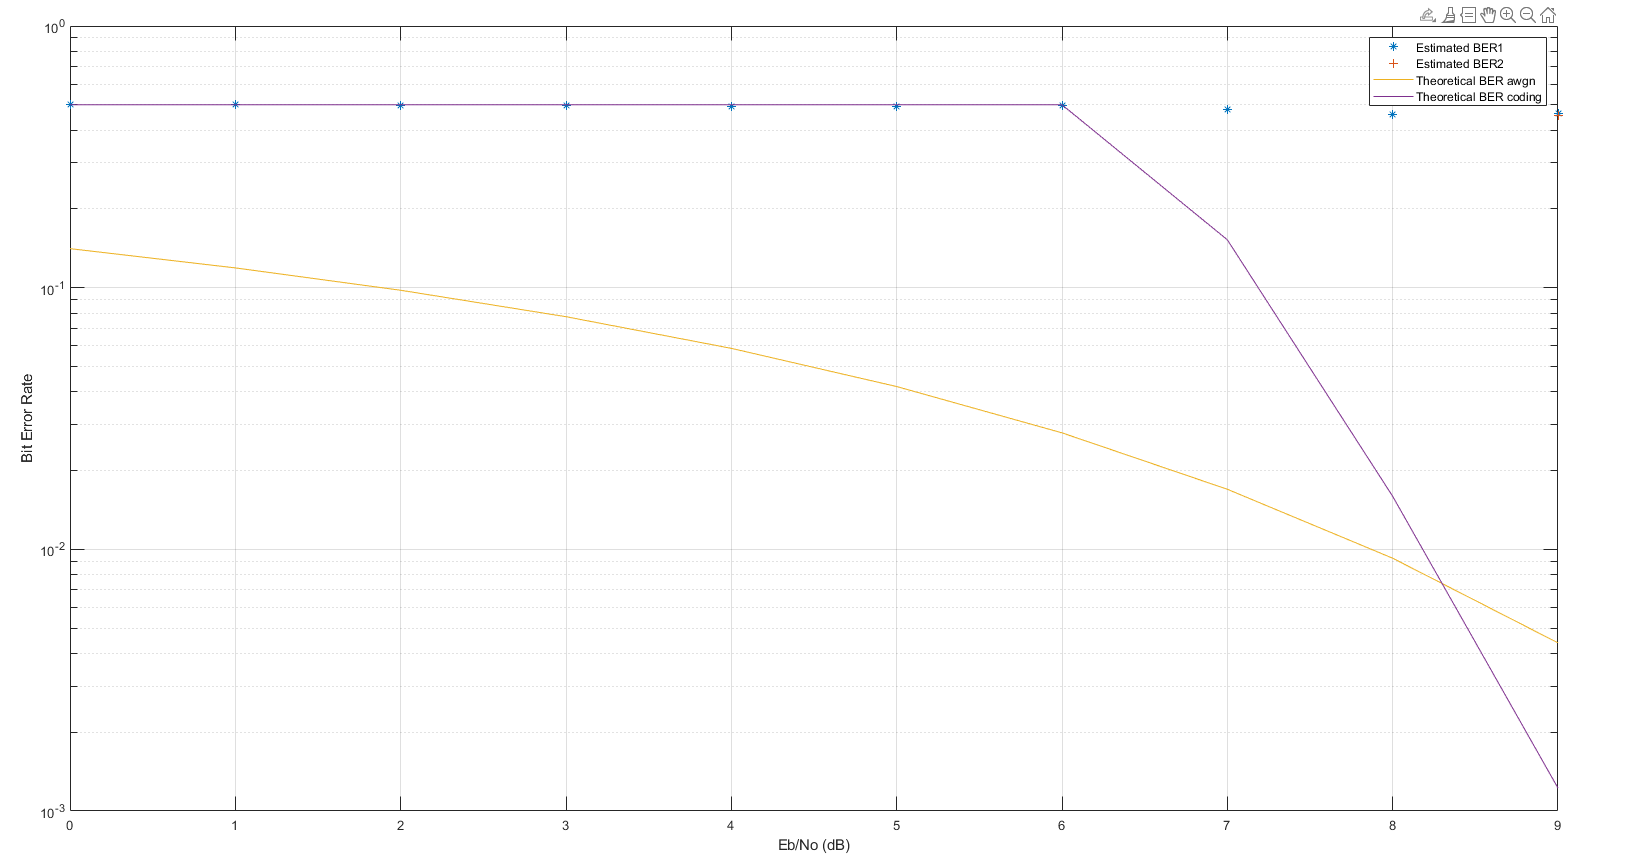 Estimated BER1
Estimated BER2
Theoretical BER awgn
Theoretical BER coding
10^0
10^-1
10^-2
10^-3
Bit Error Rate
0 1 2 3 4 5 6 7 8 9
Eb/No (dB)